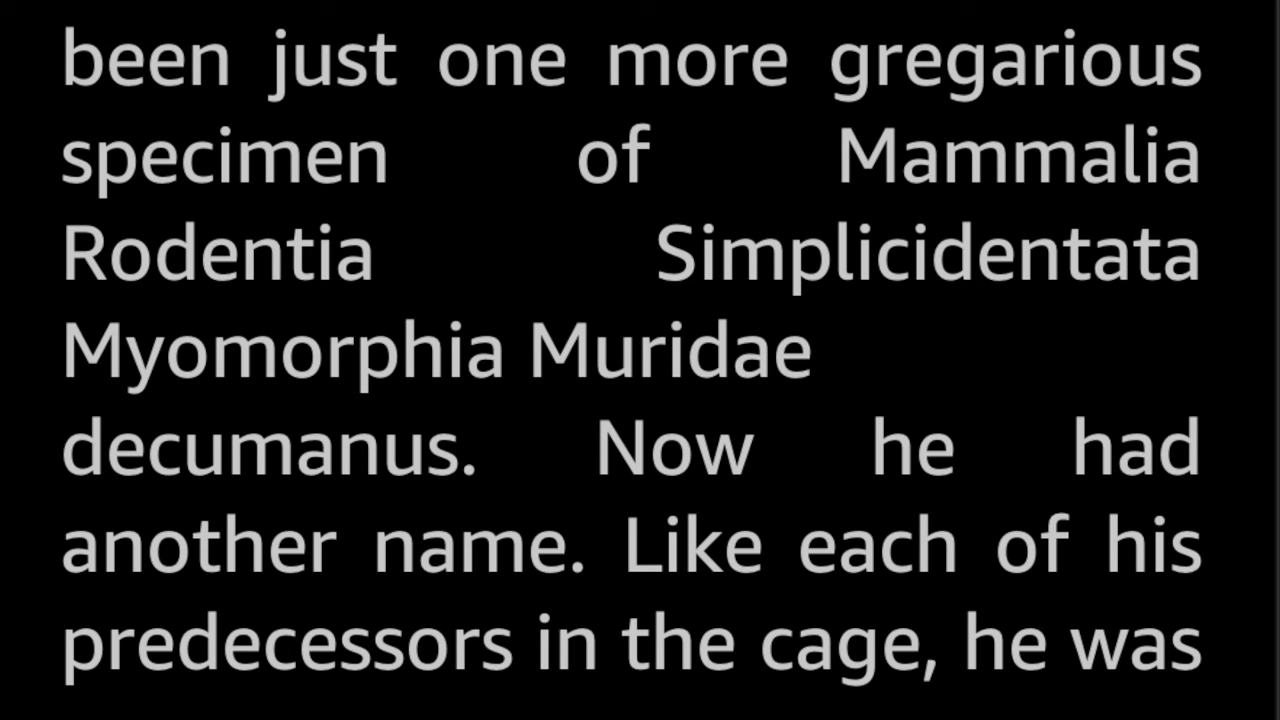 been just one more gregarious
specimen of Mammalia
Rodentia Simplicidentata
Myomorphia Muridae
decumanus. Now he had
another name. Like each of his
predecessors in the cage, he was